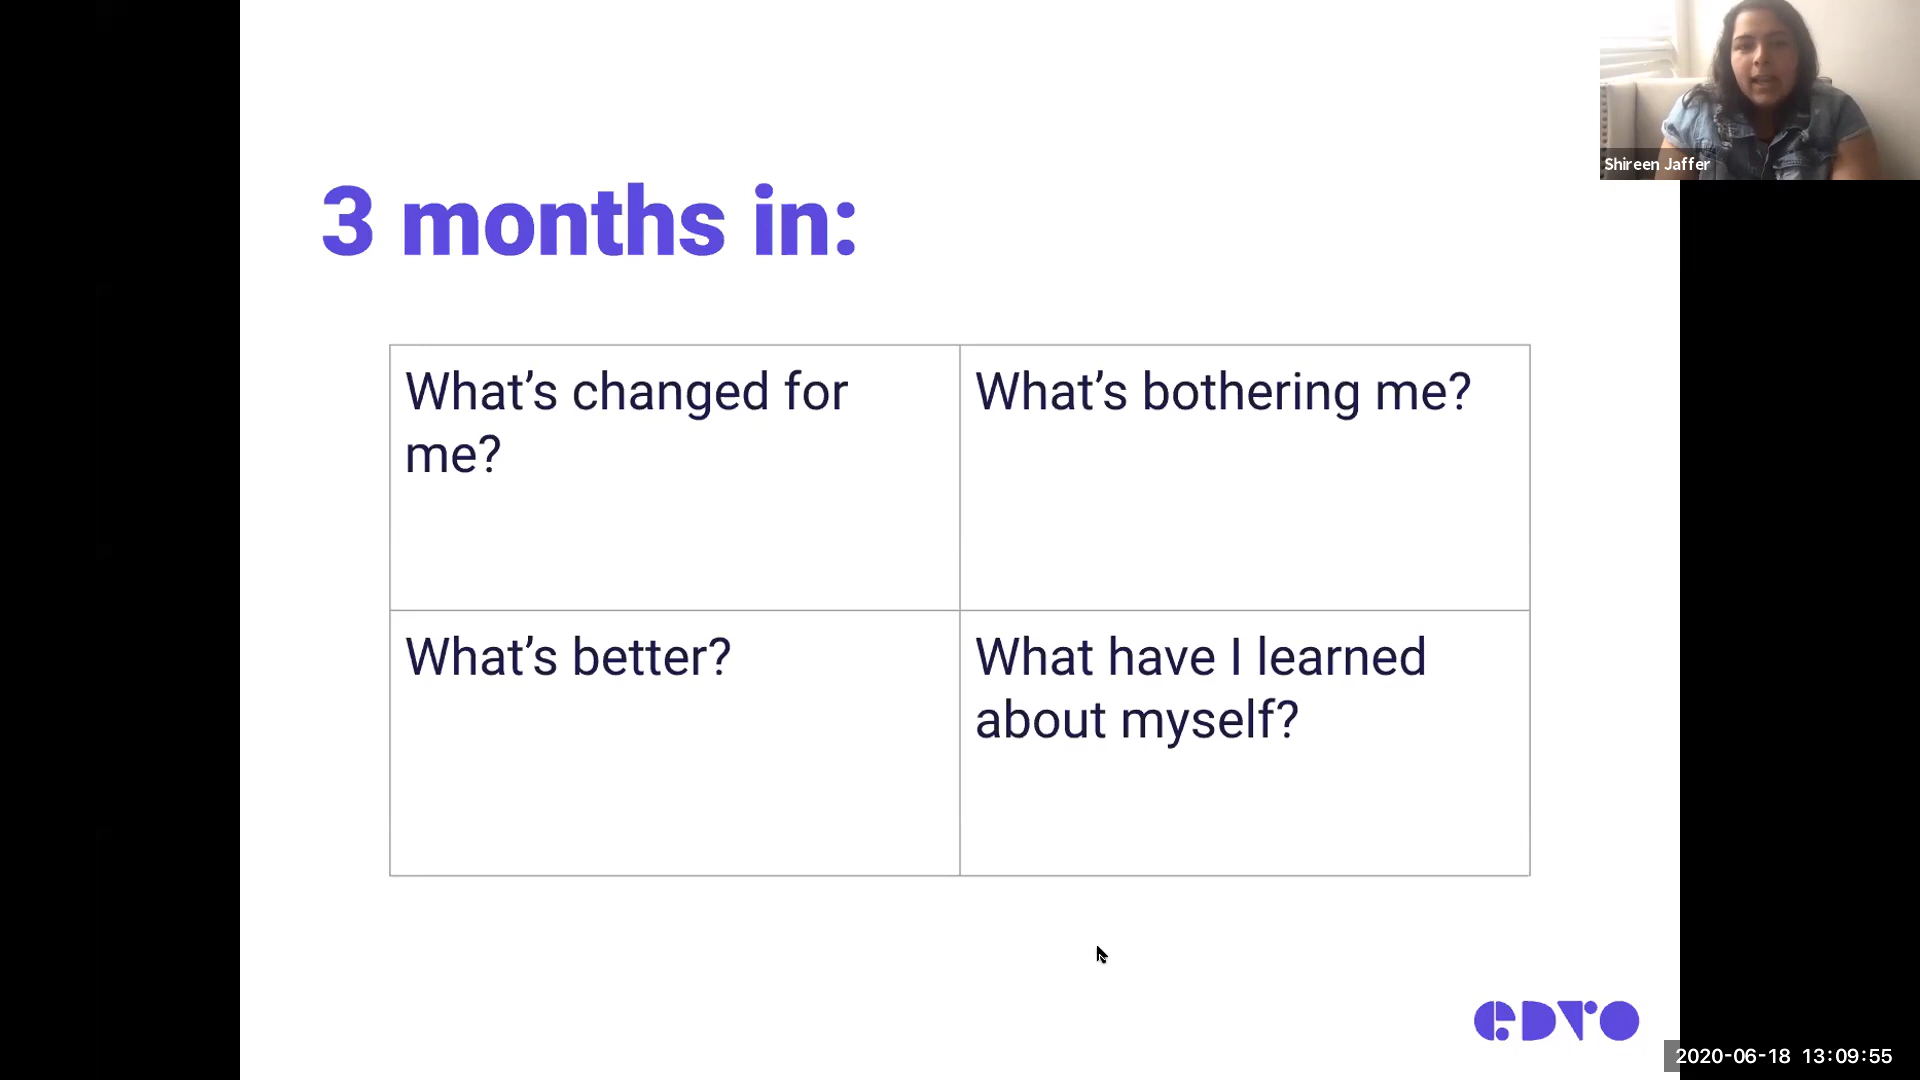 Shireen Jaffer
3 months in:
What's changed for
me?
What's bothering me?
What's better?
What have I learned
about myself?
EDVO
2020-06-18 13:09:55